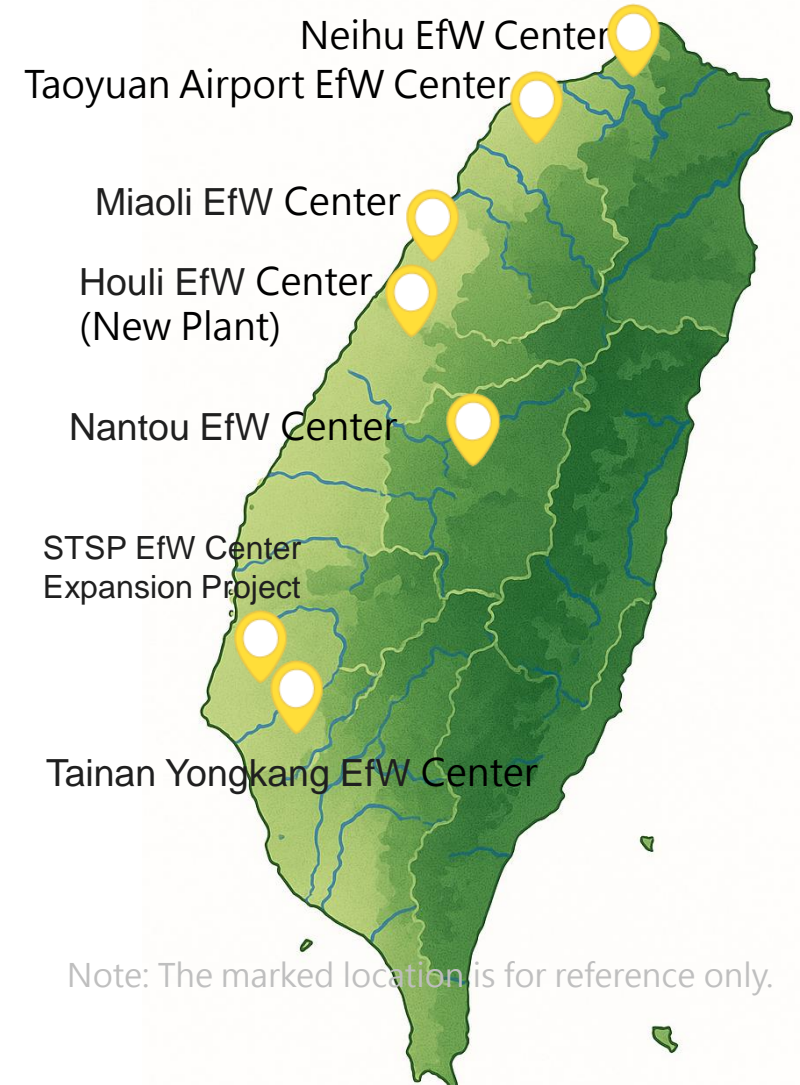 Neihu EfW Center
Taoyuan Airport EfW Center
Miaoli EfW Center
Houli EfW Center
(New Plant)
Nantou EfW Center
STSP EfW Center
Expansion Project
Tainan Yongkang EfW Center
Note: The marked location is for reference only.